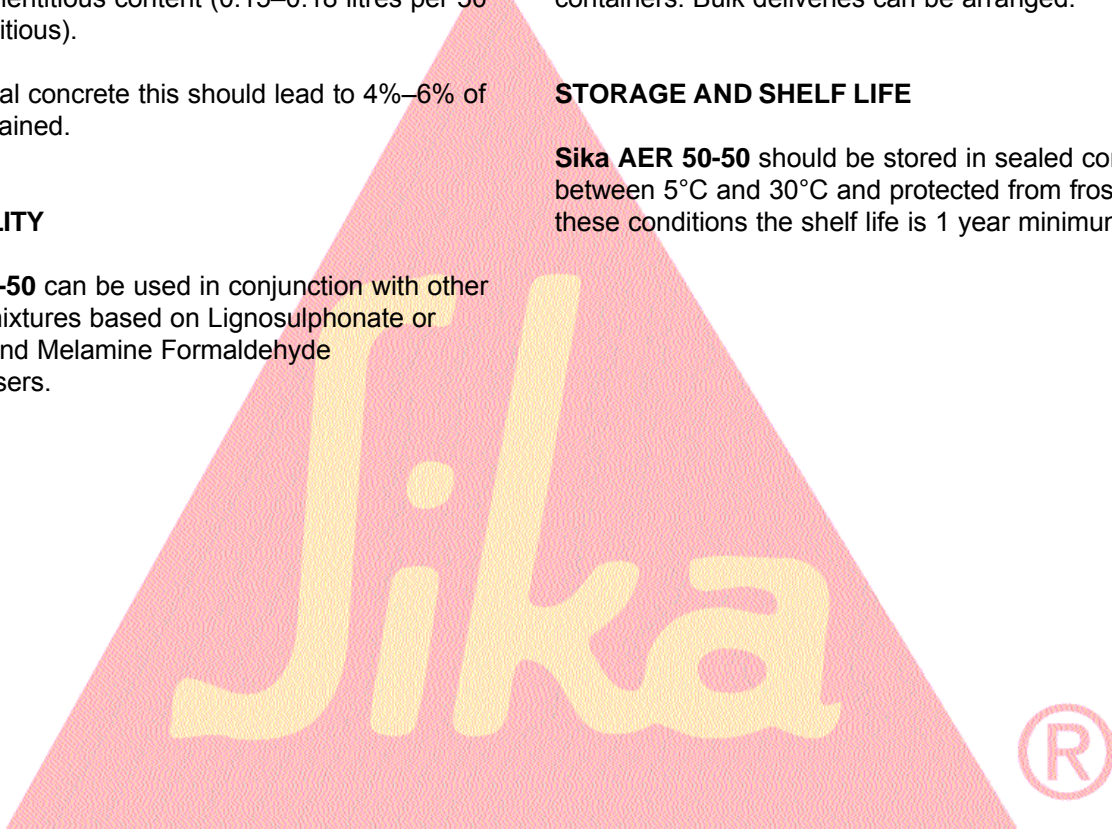 entitious content (0.15–0.18 litres per 50
itious).
al concrete this should lead to 4%–6% of
ained.
LITY
-50 can be used in conjunction with other
ixtures based on Lignosulphonate or
nd Melamine Formaldehyde
sers.
containers. Bulk deliveries can be arranged.
STORAGE AND SHELF LIFE
Sika AER 50-50 should be stored in sealed co
between 5°C and 30°C and protected from fros
these conditions the shelf life is 1 year minimu
Sika
®